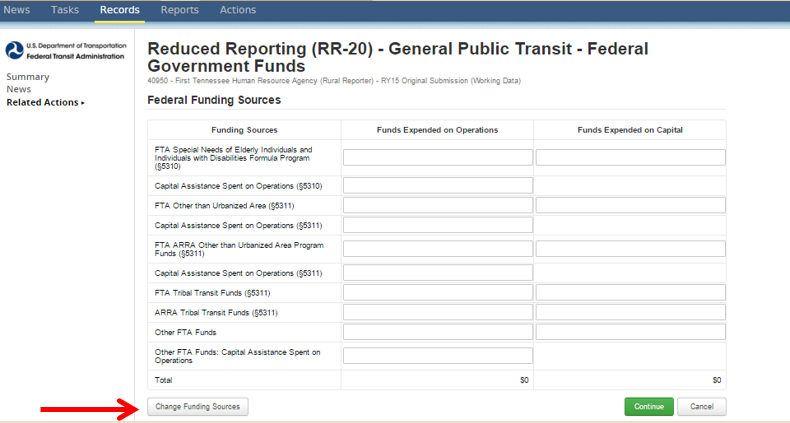 News Tasks Records Reports Actions
U.S. Department of Transportation
Federal Transit Administration
Summary
News
Related Actions ▸
Reduced Reporting (RR-20) - General Public Transit - Federal
Government Funds
40950 - First Tennessee Human Resource Agency (Rural Reporter) - RY15 Original Submission (Working Data)
Federal Funding Sources
Funding Sources Funds Expended on Operations Funds Expended on Capital
FTA Special Needs of Elderly Individuals and
Individuals with Disabilities Formula Program
(§5310)
Capital Assistance Spent on Operations (§5310)
FTA Other than Urbanized Area (§5311)
Capital Assistance Spent on Operations (§5311)
FTA ARRA Other than Urbanized Area Program
Funds (§5311)
Capital Assistance Spent on Operations (§5311)
FTA Tribal Transit Funds (§5311)
ARRA Tribal Transit Funds (§5311)
Other FTA Funds
Other FTA Funds: Capital Assistance Spent on
Operations
Total $0 $0
Change Funding Sources Continue Cancel